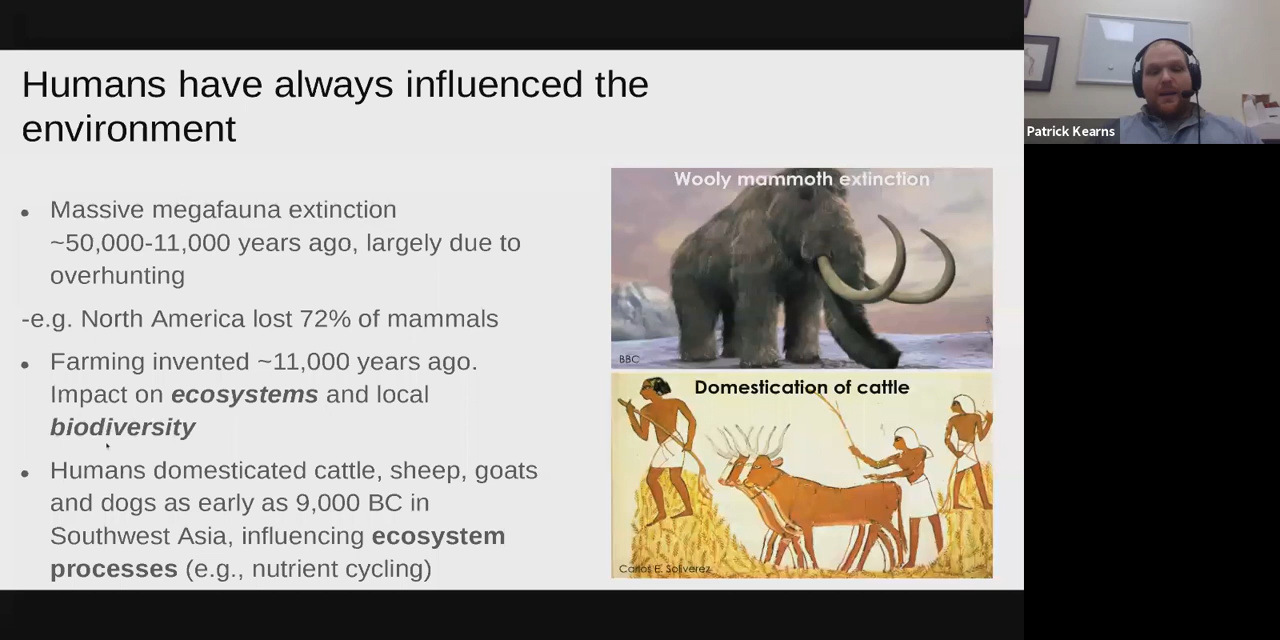 Humans have always influenced the
environment
• Massive megafauna extinction
~50,000-11,000 years ago, largely due to
overhunting
-e.g. North America lost 72% of mammals
• Farming invented ~11,000 years ago.
Impact on ecosystems and local
biodiversity
• Humans domesticated cattle, sheep, goats
and dogs as early as 9,000 BC in
Southwest Asia, influencing ecosystem
processes (e.g., nutrient cycling)
Wooly mammoth extinction
BBC
Domestication of cattle
Carlos E. Soliverez
Patrick Kearns